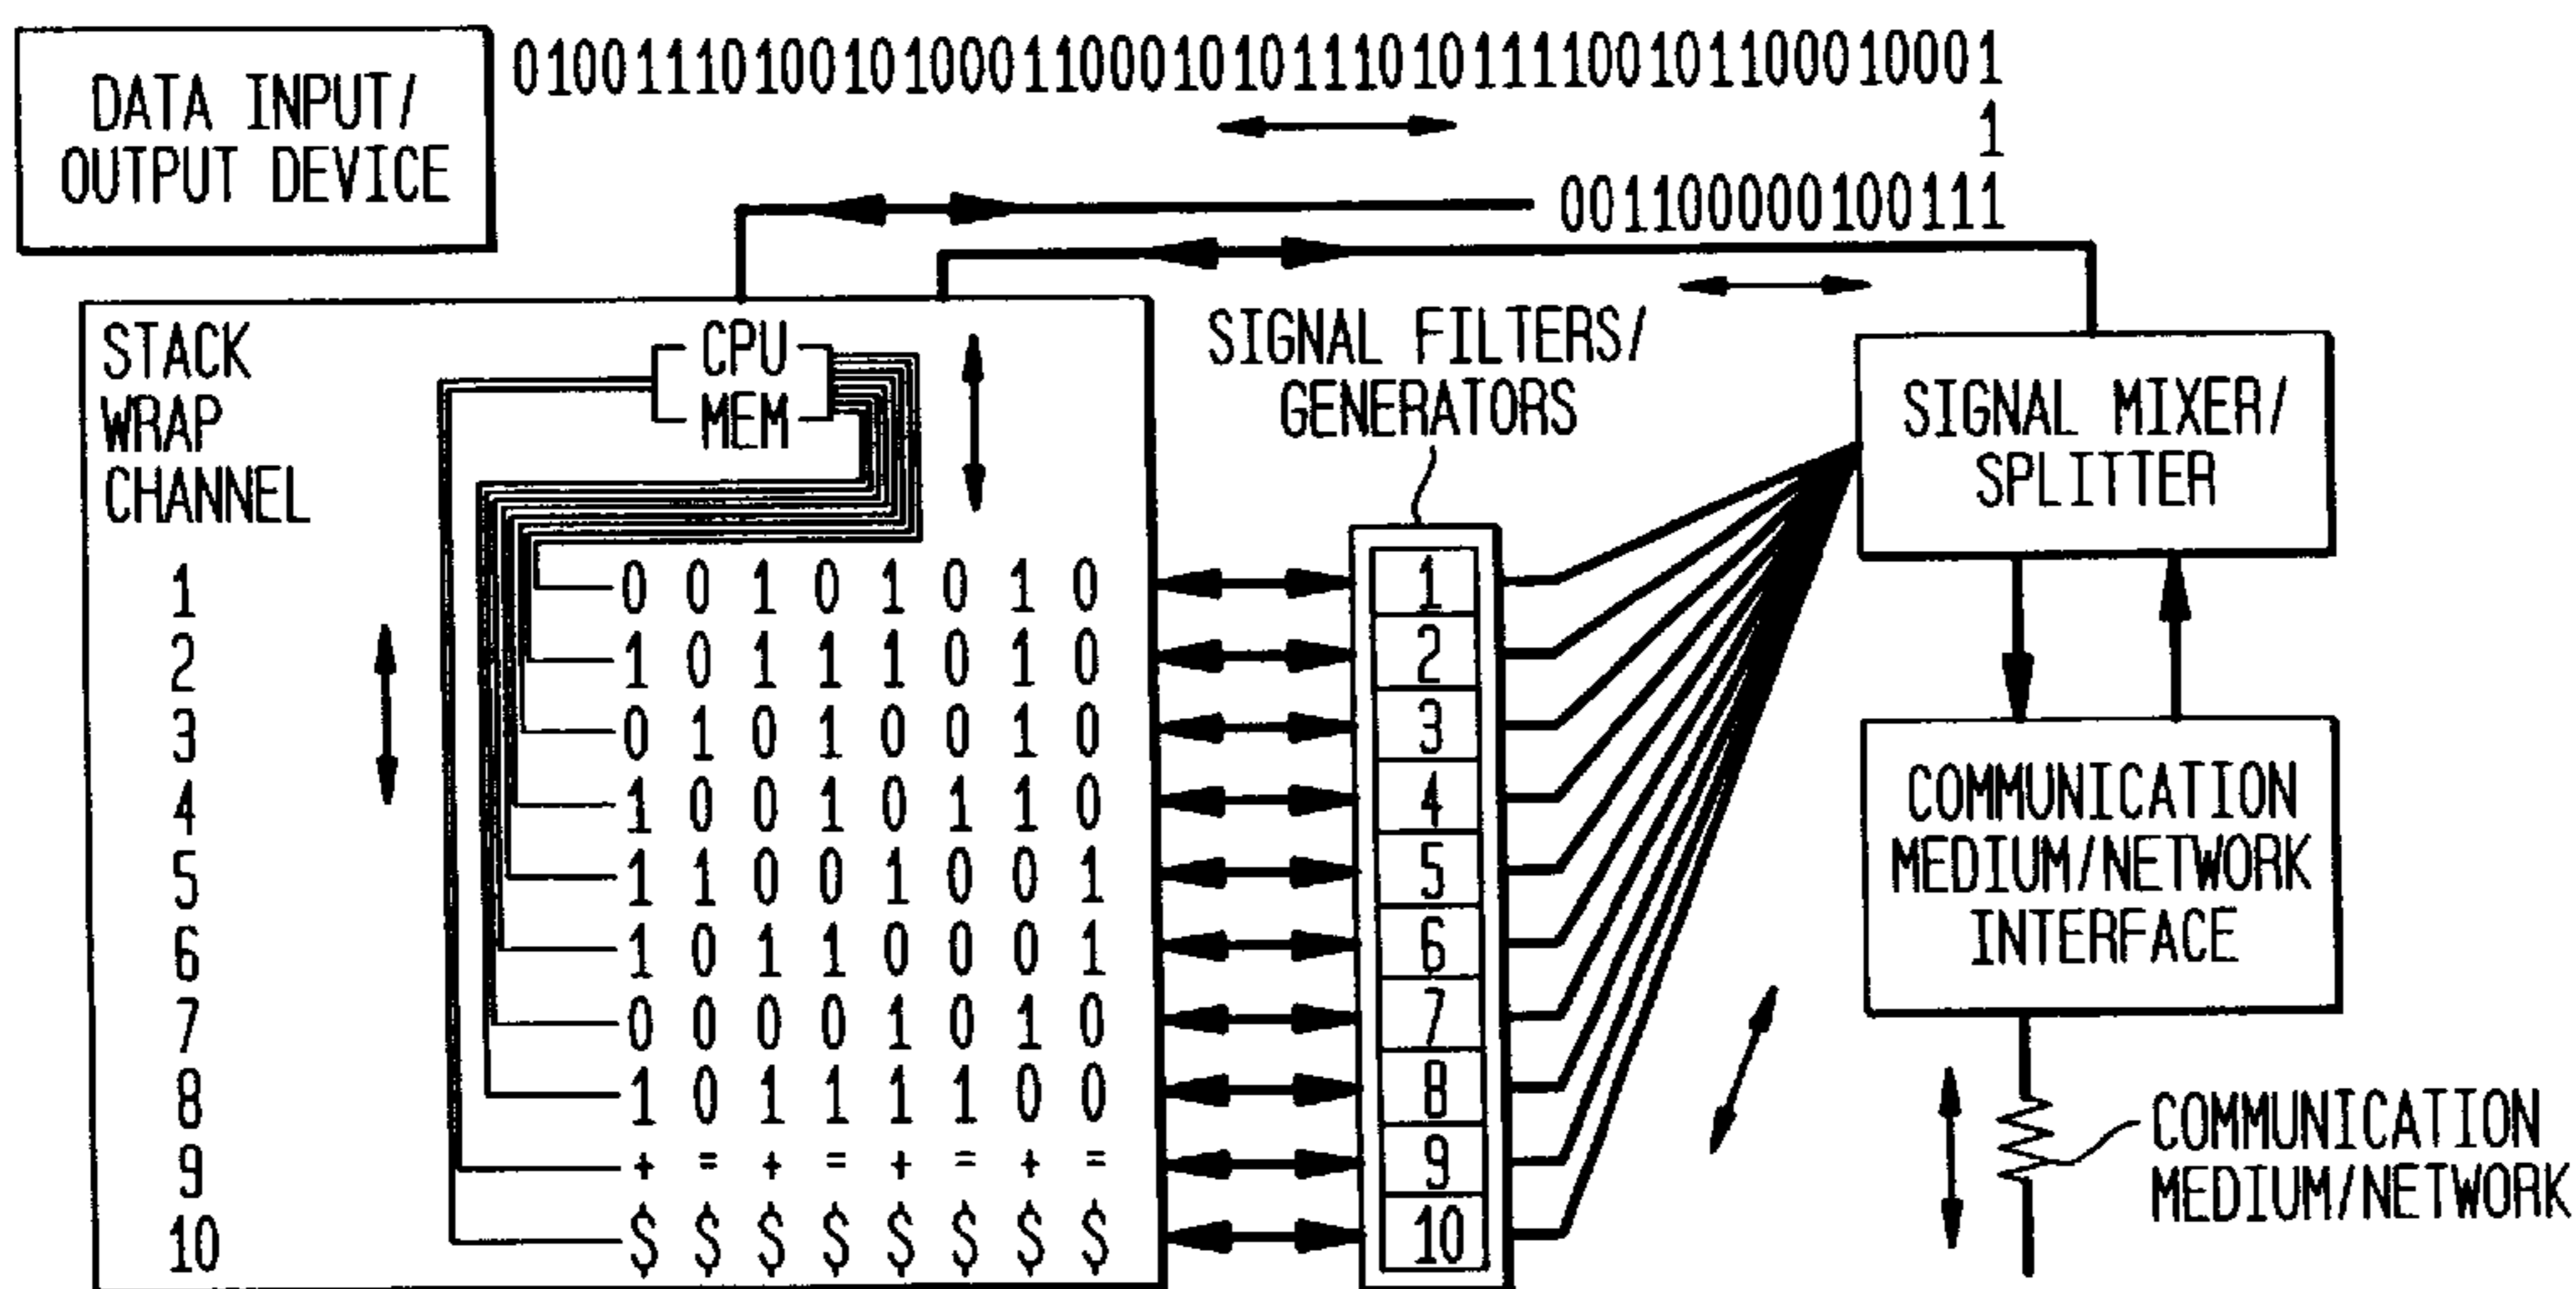 DATA INPUT/
OUTPUT DEVICE
01001110100101000110001010111010111100101100010001
1
001100000100111
STACK
WRAP
CHANNEL
CPU
MEM
SIGNAL FILTERS/
GENERATORS
SIGNAL MIXER/
SPLITTER
1 0 0 1 0 1 0 1 0 1
2 1 0 1 1 1 0 1 0 2
3 0 1 0 1 0 0 1 0 3
4 1 0 0 1 0 1 1 0 4
5 1 1 0 0 1 0 0 1 5
6 1 0 1 1 0 0 0 1 6
7 0 0 0 0 1 0 1 0 7
8 1 0 1 1 1 1 0 0 8
9 + = + = + = + = 9
10 $ $ $ $ $ $ $ $ 10
COMMUNICATION
MEDIUM/NETWORK
INTERFACE
COMMUNICATION
MEDIUM/NETWORK